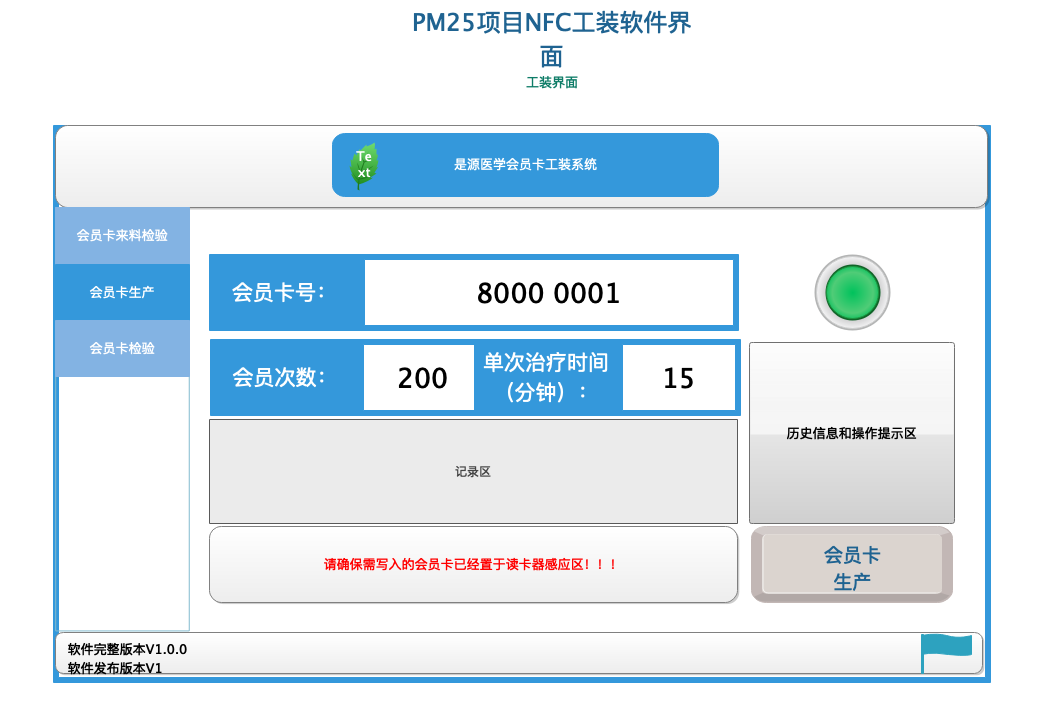 PM25项目NFC工装软件界
面
工装界面
Te
xt
是源医学会员卡工装系统
会员卡来料检验
会员卡生产
会员卡检验
会员卡号：
8000 0001
会员次数：
200
单次治疗时间
（分钟）：
15
历史信息和操作提示区
记录区
请确保需写入的会员卡已经置于读卡器感应区！！！
会员卡
生产
软件完整版本V1.0.0
软件发布版本V1